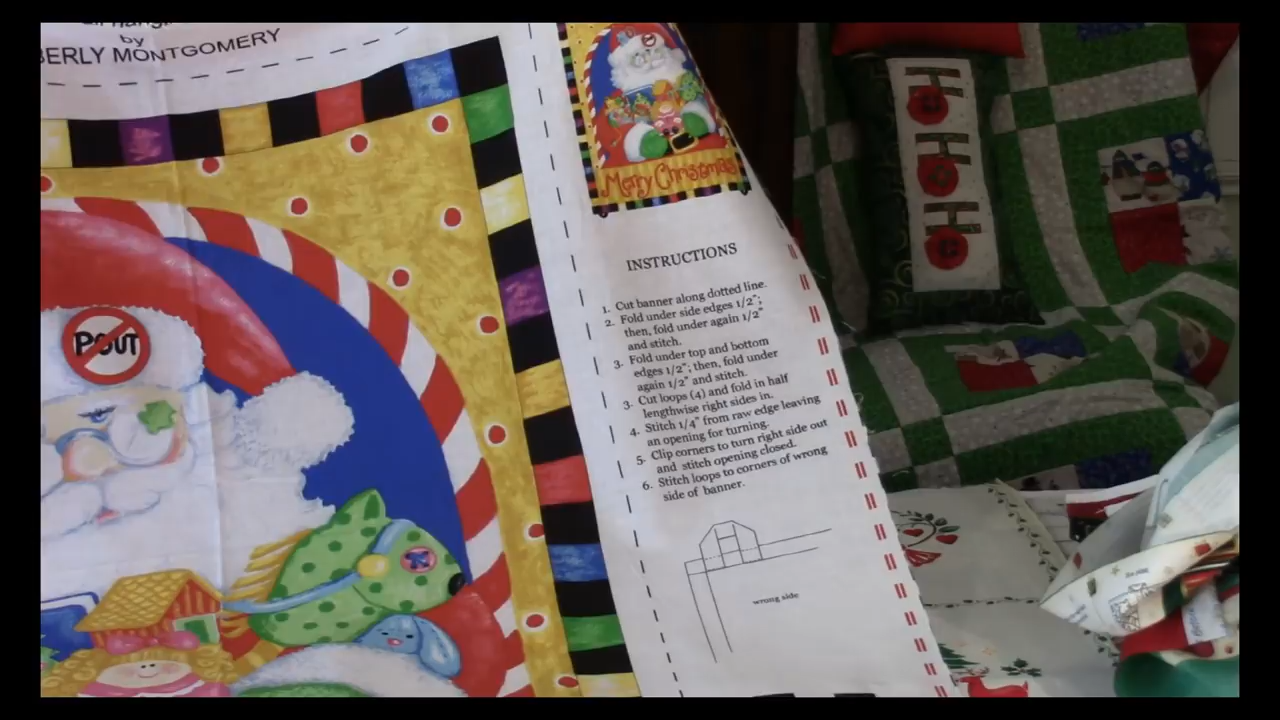 by
BERLY MONTGOMERY
POUT
Merry Christmas
INSTRUCTIONS
1. Cut banner along dotted line.
2. Fold under side edges 1/2";
then, fold under again 1/2"
and stitch.
3. Fold under top and bottom
edges 1/2"; then, fold under
again 1/2" and stitch.
3. Cut loops (4) and fold in half
lengthwise right sides in.
4. Stitch 1/4" from raw edge leaving
an opening for turning.
5. Clip corners to turn right side out
and stitch opening closed.
6. Stitch loops to corners of wrong
side of banner.
wrong side
HO
HO
HO